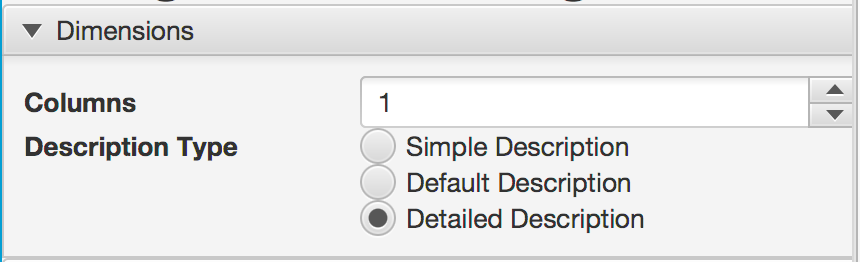 Dimensions
Columns 1
Description Type Simple Description
Default Description
Detailed Description